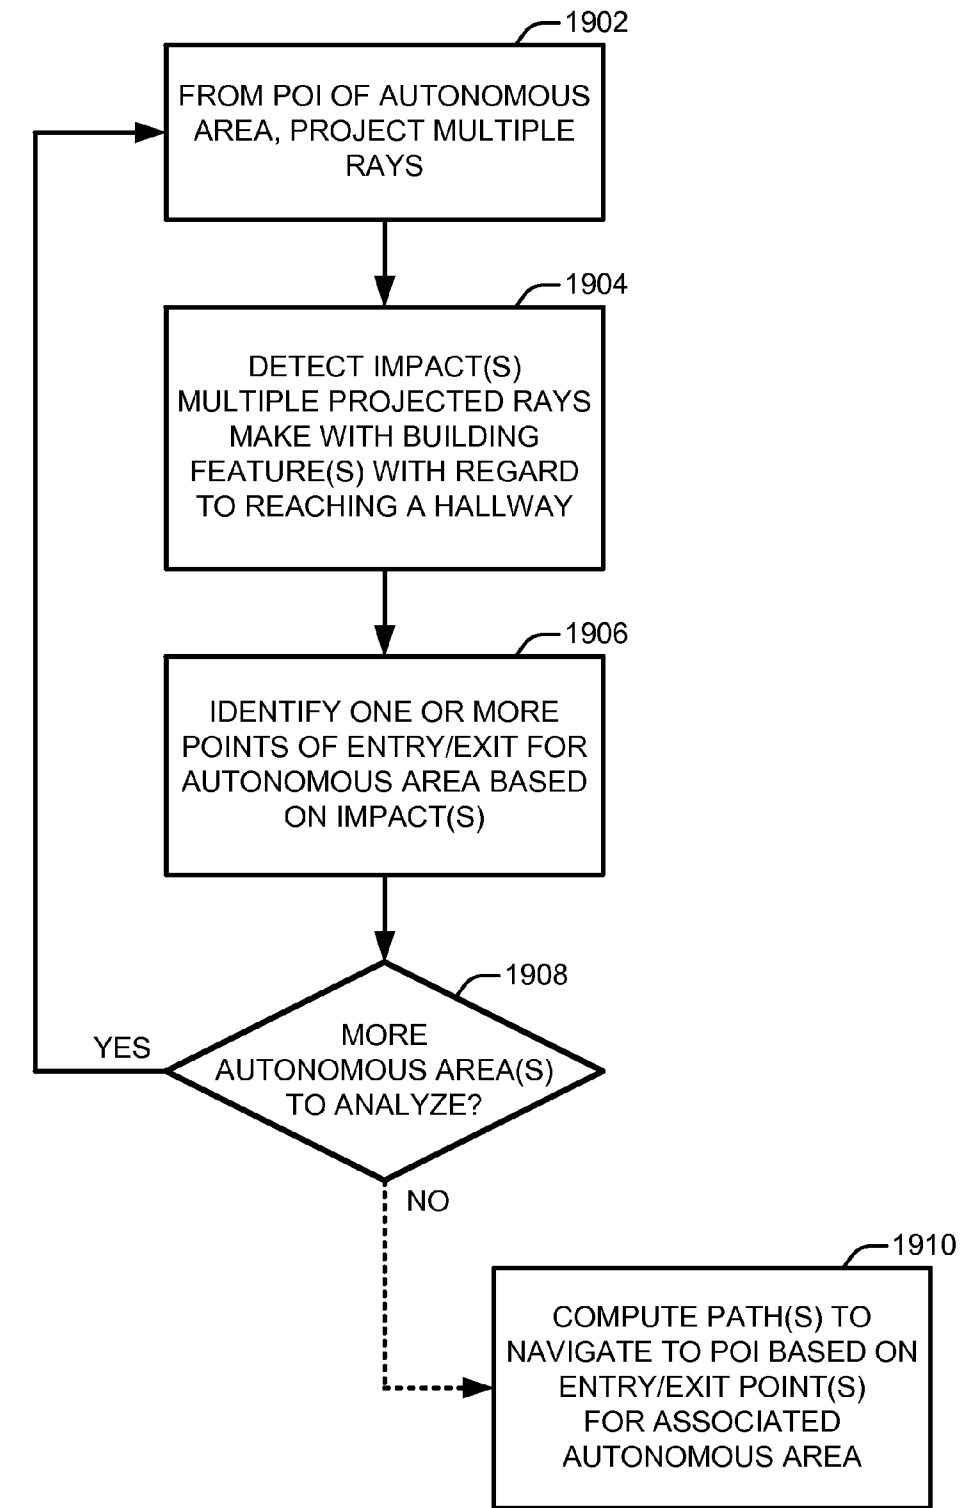 1902
FROM POI OF AUTONOMOUS
AREA, PROJECT MULTIPLE
RAYS
1904
DETECT IMPACT(S)
MULTIPLE PROJECTED RAYS
MAKE WITH BUILDING
FEATURE(S) WITH REGARD
TO REACHING A HALLWAY
1906
IDENTIFY ONE OR MORE
POINTS OF ENTRY/EXIT FOR
AUTONOMOUS AREA BASED
ON IMPACT(S)
1908
MORE
AUTONOMOUS AREA(S)
TO ANALYZE?
YES
NO
1910
COMPUTE PATH(S) TO
NAVIGATE TO POI BASED ON
ENTRY/EXIT POINT(S)
FOR ASSOCIATED
AUTONOMOUS AREA